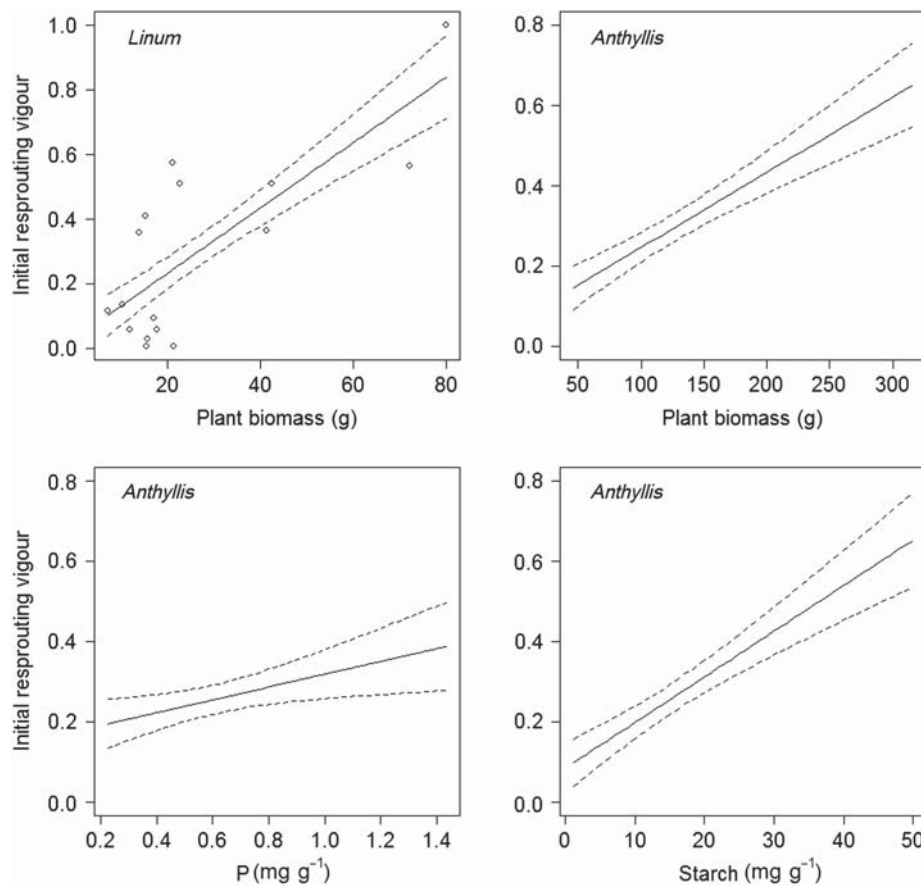 Linum
Initial resprouting vigour
1.0
0.8
0.6
0.4
0.2
0.0
20 40 60 80
Plant biomass (g)
Anthyllis
0.8
0.6
0.4
0.2
0.0
50 100 150 200 250 300
Plant biomass (g)
Anthyllis
Initial resprouting vigour
0.8
0.6
0.4
0.2
0.0
0.2 0.4 0.6 0.8 1.0 1.2 1.4
P (mg g⁻¹)
Anthyllis
0.8
0.6
0.4
0.2
0.0
0 10 20 30 40 50
Starch (mg g⁻¹)